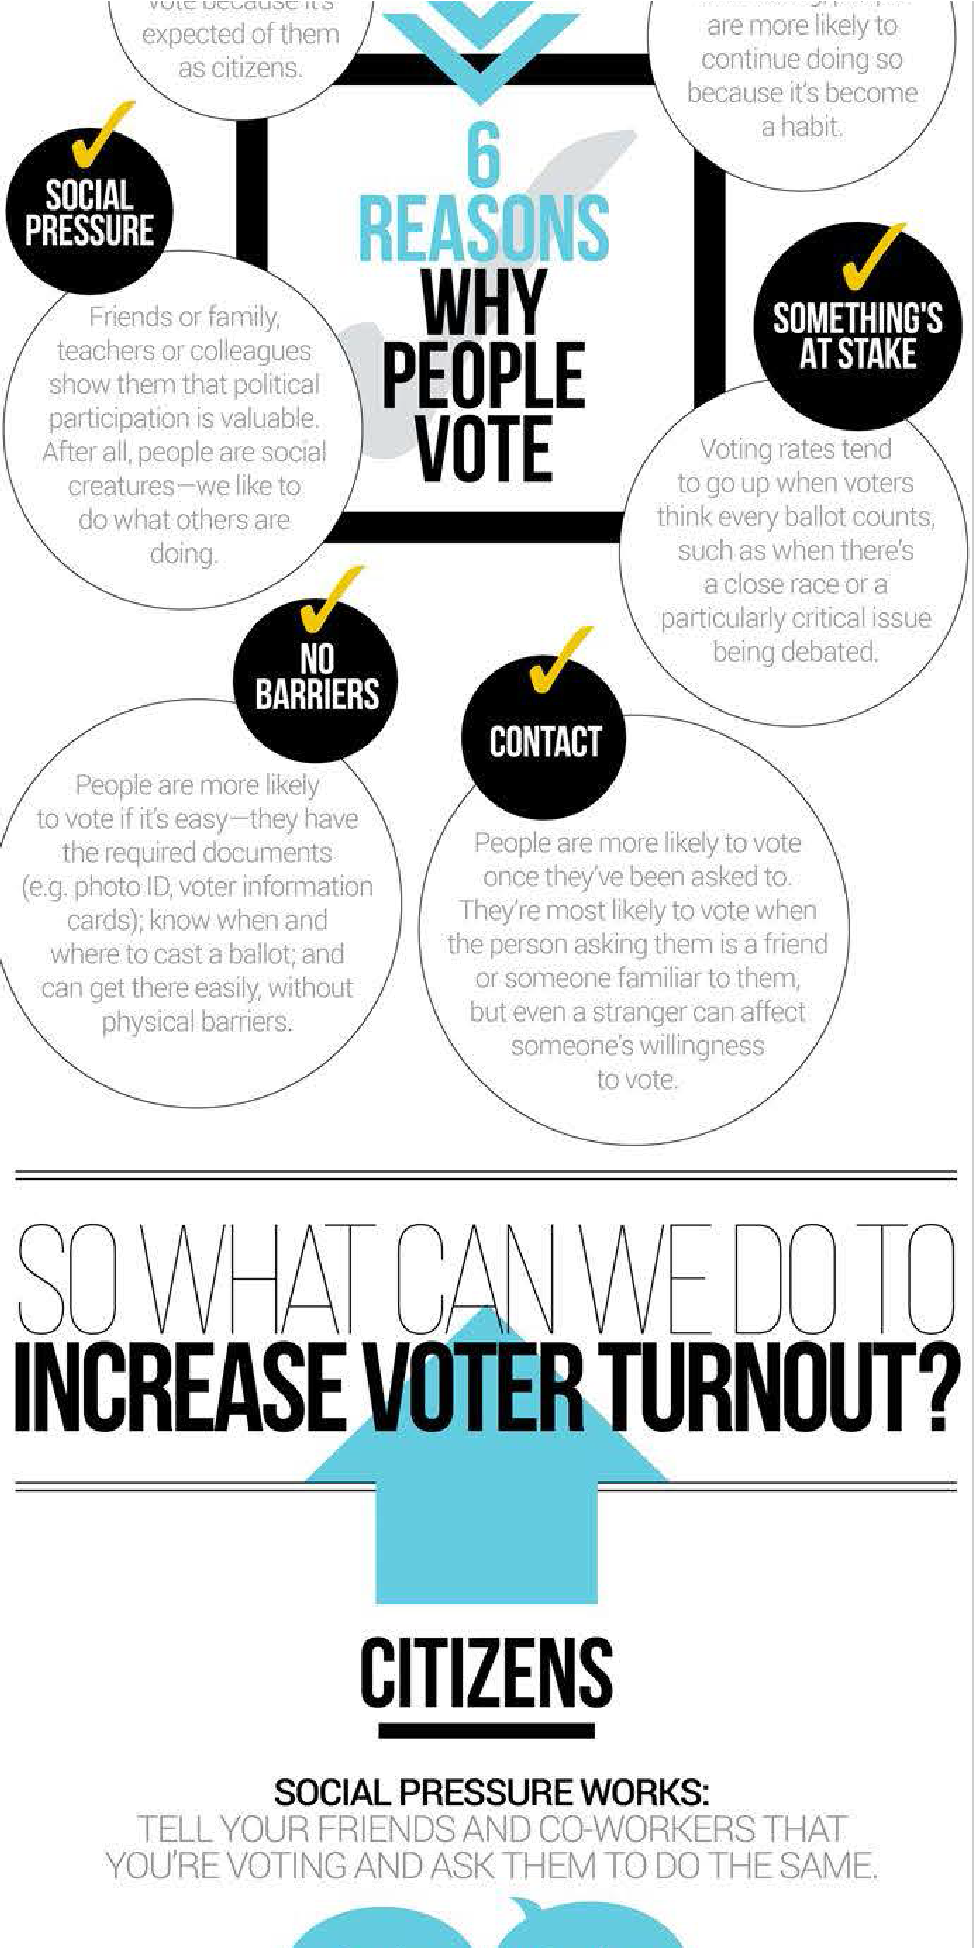 vote because it's
expected of them
as citizens.
are more likely to
continue doing so
because it's become
a habit.
6
REASONS
WHY
PEOPLE
VOTE
SOCIAL
PRESSURE
Friends or family,
teachers or colleagues
show them that political
participation is valuable.
After all, people are social
creatures—we like to
do what others are
doing.
SOMETHING'S
AT STAKE
Voting rates tend
to go up when voters
think every ballot counts,
such as when there's
a close race or a
particularly critical issue
being debated.
NO
BARRIERS
People are more likely
to vote if it's easy—they have
the required documents
(e.g. photo ID, voter information
cards); know when and
where to cast a ballot; and
can get there easily, without
physical barriers.
CONTACT
People are more likely to vote
once they've been asked to.
They're most likely to vote when
the person asking them is a friend
or someone familiar to them,
but even a stranger can affect
someone's willingness
to vote.
SO WHAT CAN WE DO TO
INCREASE VOTER TURNOUT?
CITIZENS
SOCIAL PRESSURE WORKS:
TELL YOUR FRIENDS AND CO-WORKERS THAT
YOU'RE VOTING AND ASK THEM TO DO THE SAME.